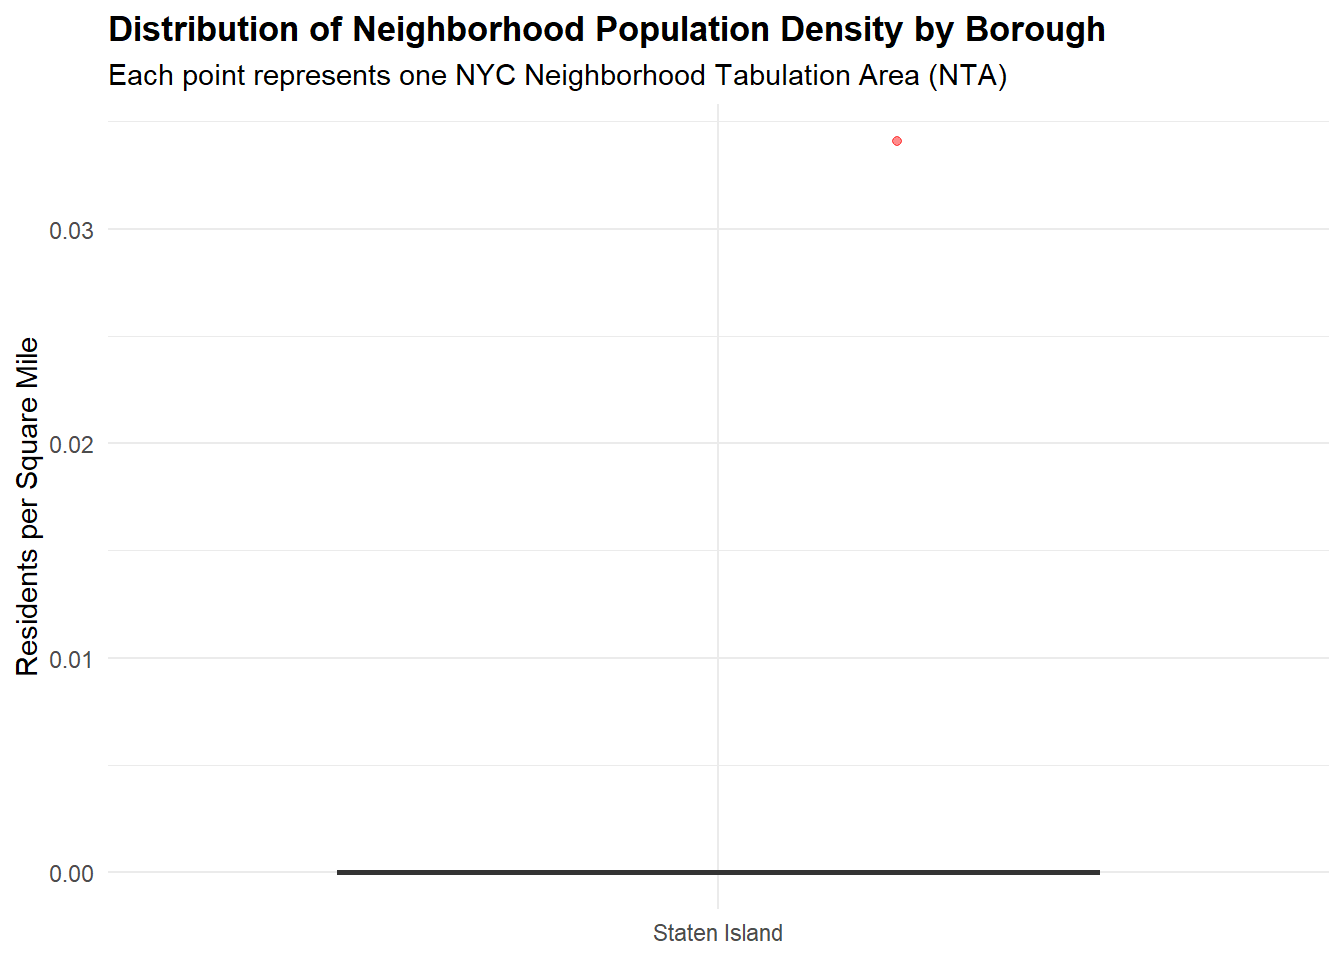 Distribution of Neighborhood Population Density by Borough
Each point represents one NYC Neighborhood Tabulation Area (NTA)
Residents per Square Mile
0.03
0.02
0.01
0.00
Staten Island